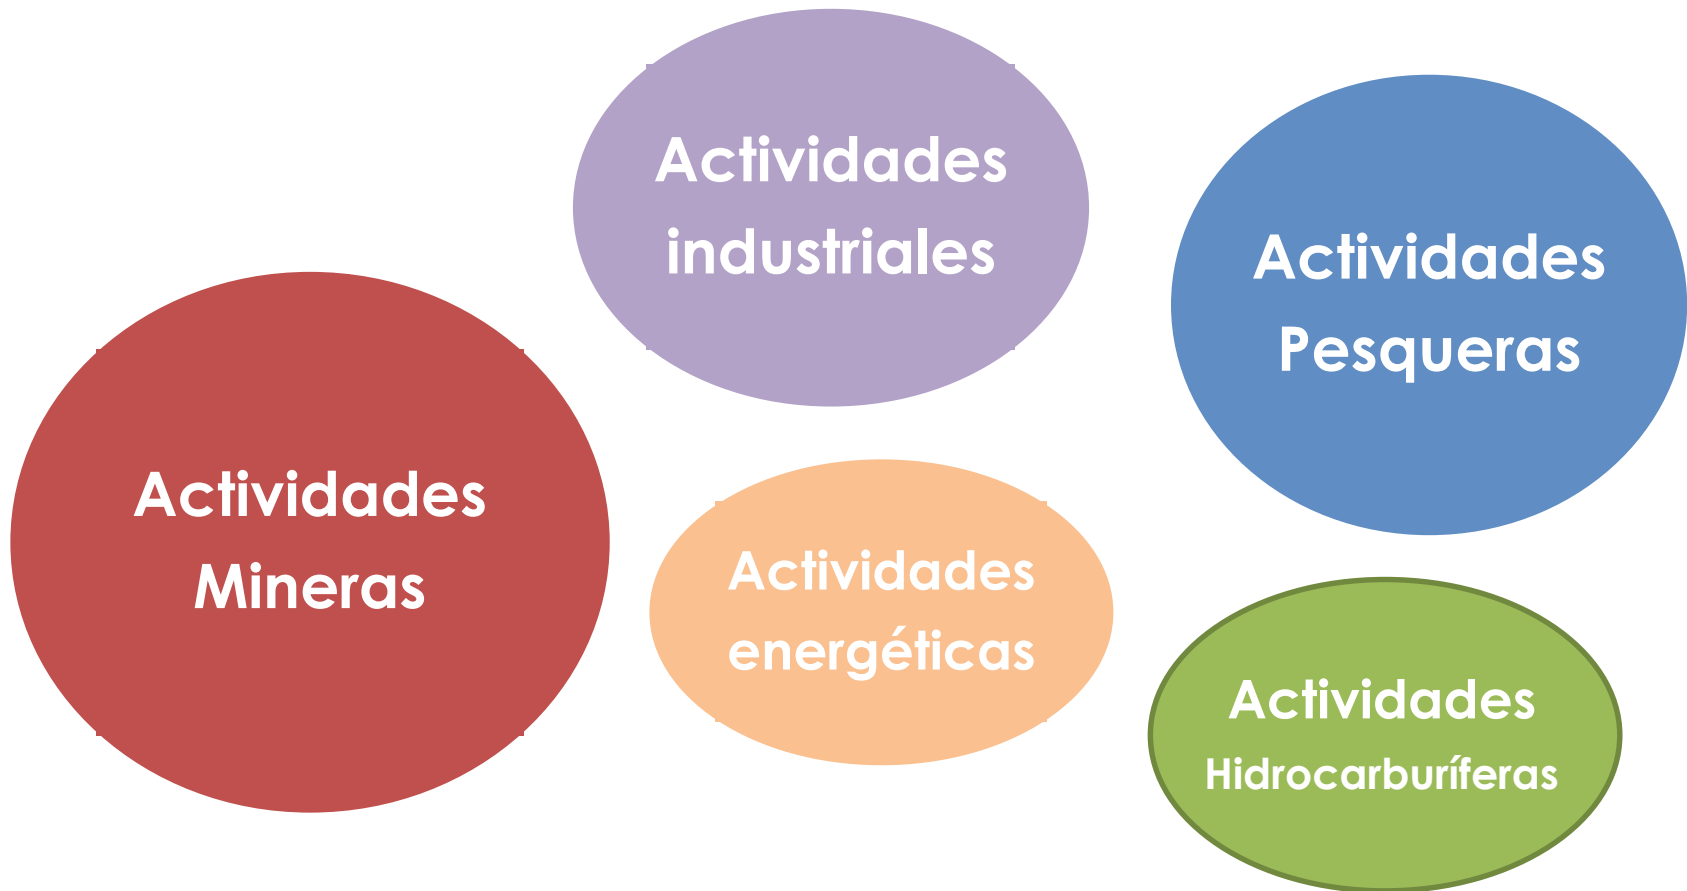 Actividades
industriales
Actividades
Pesqueras
Actividades
Mineras
Actividades
energéticas
Actividades
Hidrocarburíferas